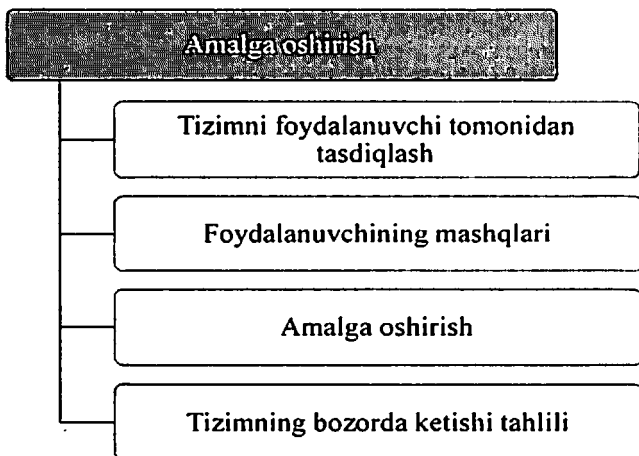 Amalga oshirish
Tizimni foydalanuvchi tomonidan
tasdiqlash
Foydalanuvchining mashqlari
Amalga oshirish
Tizimning bozorda ketishi tahlili